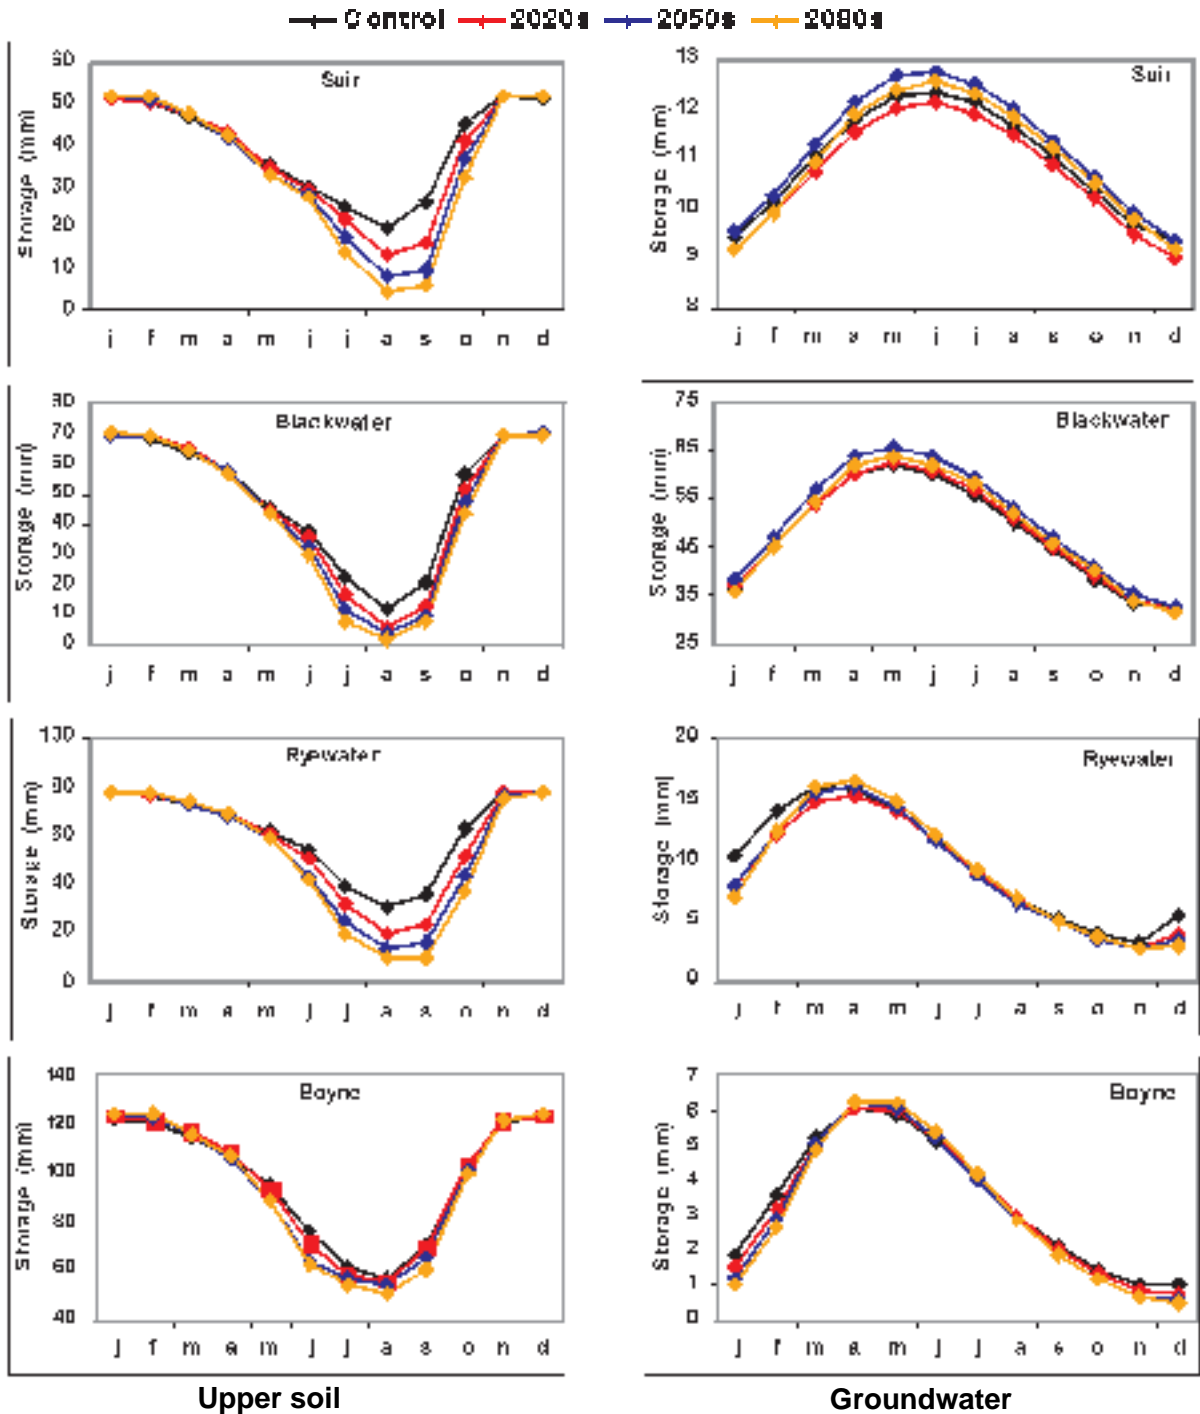 Control 2020s 2050s 2080s
Suir
Storage (mm)
60
50
40
30
20
10
0
j f m a m j j a s o n d
Suir
Storage (mm)
13
12
11
10
9
8
j f m a m j j a s o n d
Blackwater
Storage (mm)
80
70
60
50
40
30
20
10
0
j f m a m j j a s o n d
Blackwater
Storage (mm)
75
65
55
45
35
25
j f m a m j j a s o n d
Ryewater
Storage (mm)
100
80
60
40
20
0
j f m a m j j a s o n d
Ryewater
Storage (mm)
20
15
10
5
0
j f m a m j j a s o n d
Boyne
Storage (mm)
140
120
100
80
60
40
j f m a m j j a s o n d
Boyne
Storage (mm)
7
6
5
4
3
2
1
0
j f m a m j j a s o n d
Upper soil
Groundwater